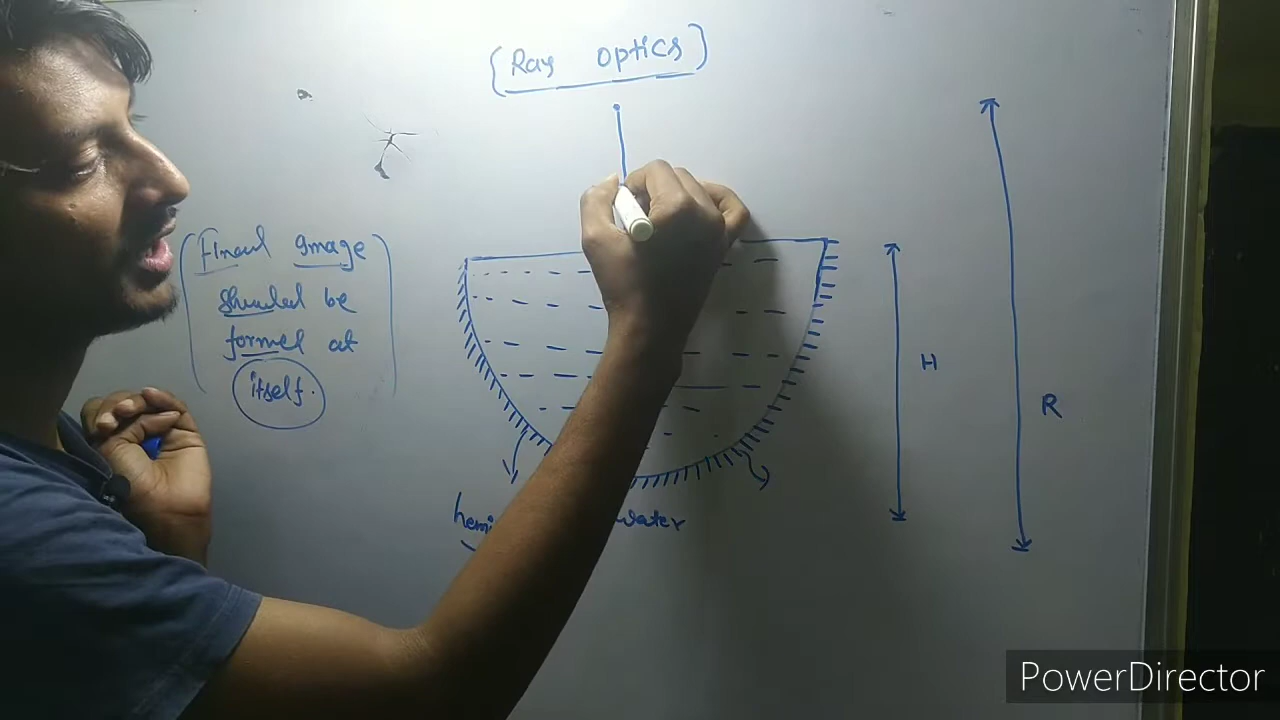 (Ray optics)
(Final image
should be
formed at
itself.)
H
R
water
PowerDirector